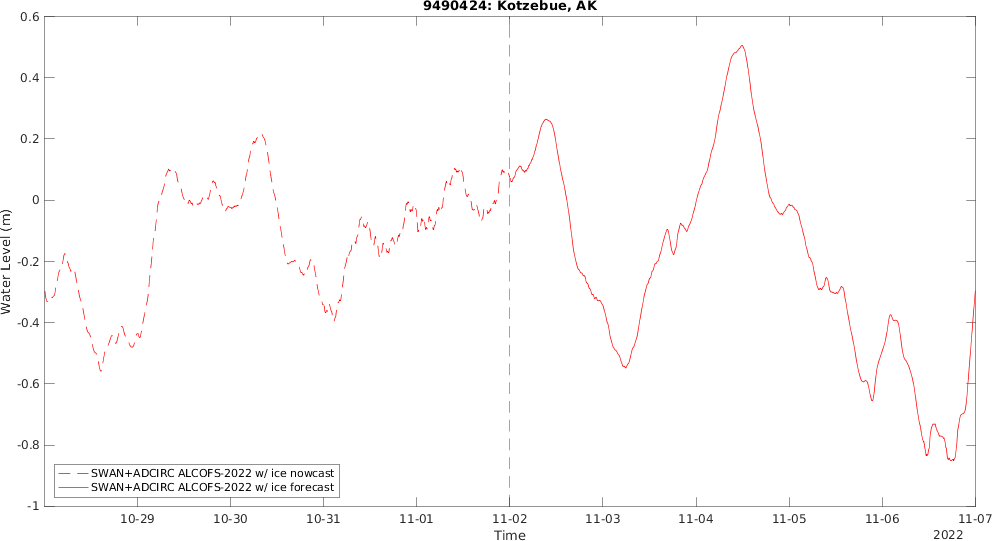 9490424: Kotzebue, AK
0.6
0.4
0.2
0
-0.2
-0.4
-0.6
-0.8
-1
Water Level (m)
SWAN+ADCIRC ALCOFS-2022 w/ ice nowcast
SWAN+ADCIRC ALCOFS-2022 w/ ice forecast
10-29 10-30 10-31 11-01 11-02 11-03 11-04 11-05 11-06 11-07
Time
2022